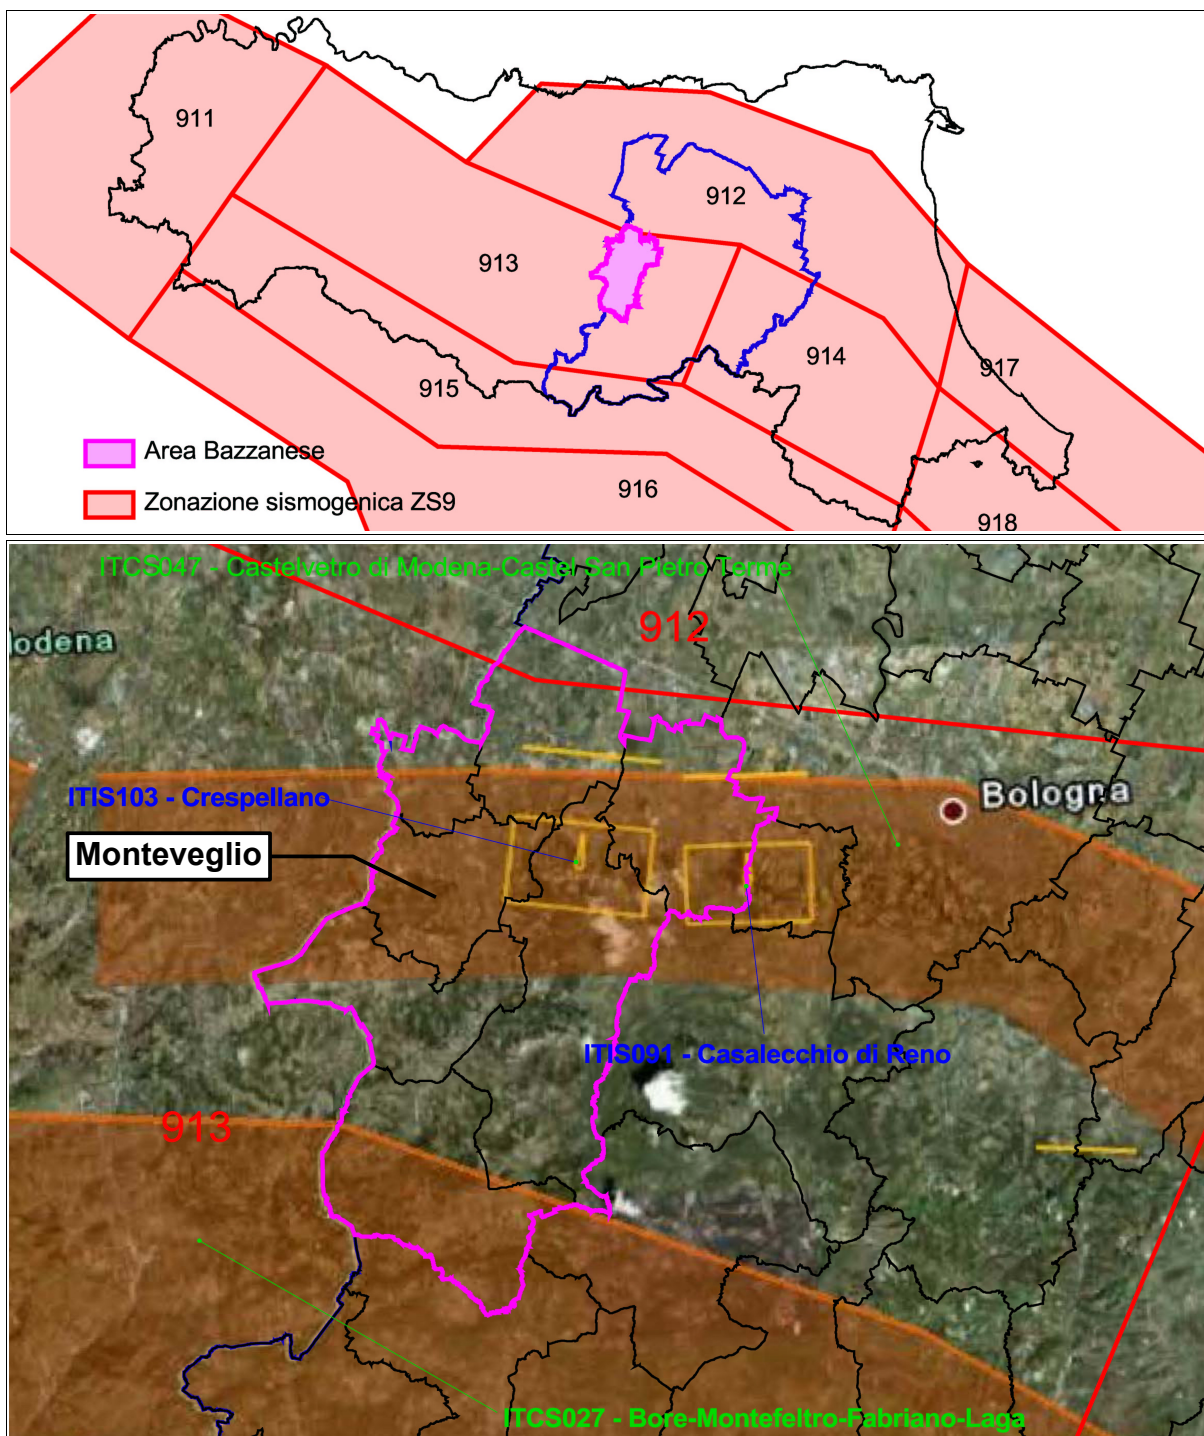 911
912
913
914
917
915
916
918
Area Bazzanese
Zonazione sismogenica ZS9
ITCS047 - Castelvetro di Modena-Castel San Pietro Terme
912
lodena
Bologna
ITIS103 - Crespellano
Monteveglio
ITIS091 - Casalecchio di Reno
913
ITCS027 - Bore-Montefeltro-Fabriano-Laga